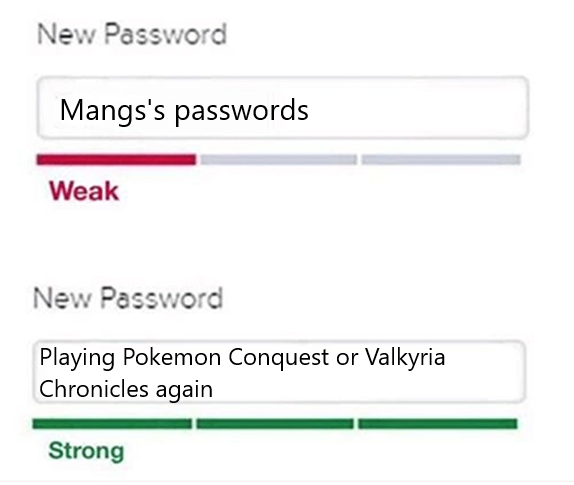 New Password
Mangs's passwords
Weak
New Password
Playing Pokemon Conquest or Valkyria
Chronicles again
Strong